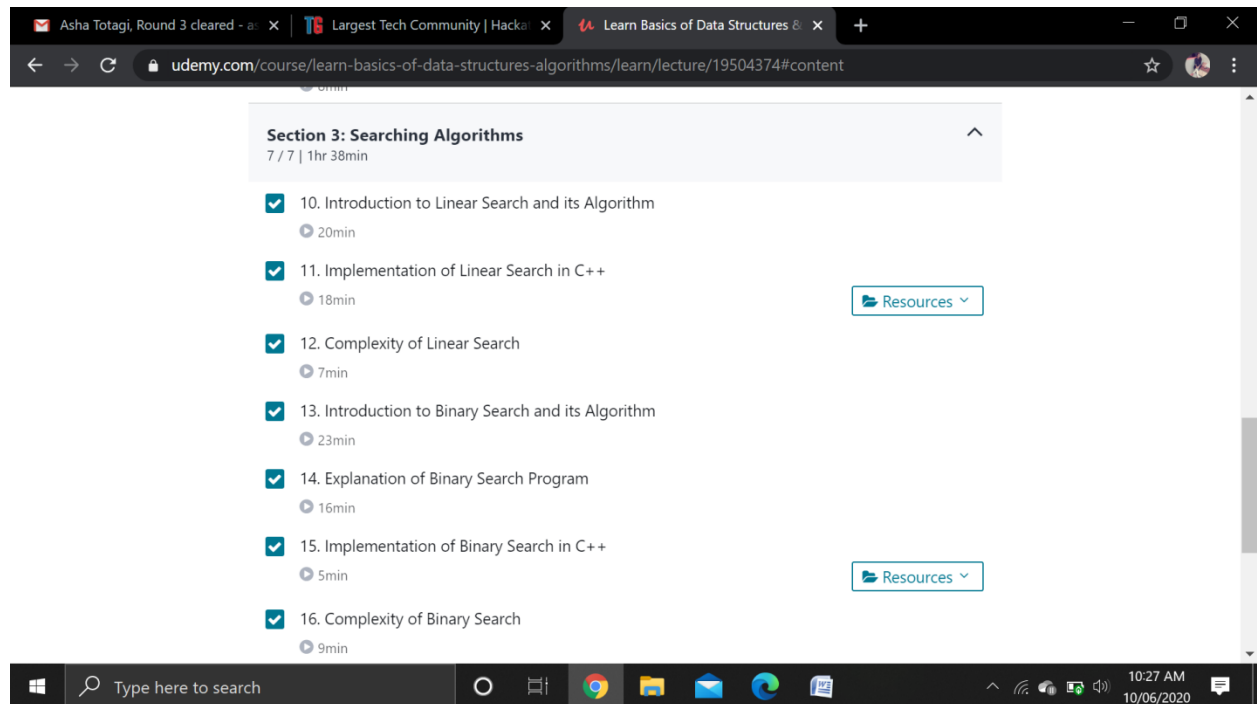 Asha Totagi, Round 3 cleared - as
Largest Tech Community | Hackat
Learn Basics of Data Structures &
udemy.com/course/learn-basics-of-data-structures-algorithms/learn/lecture/19504374#content
Section 3: Searching Algorithms
7 / 7 | 1hr 38min
10. Introduction to Linear Search and its Algorithm
20min
11. Implementation of Linear Search in C++
18min
Resources
12. Complexity of Linear Search
7min
13. Introduction to Binary Search and its Algorithm
23min
14. Explanation of Binary Search Program
16min
15. Implementation of Binary Search in C++
5min
Resources
16. Complexity of Binary Search
9min
Type here to search
10:27 AM
10/06/2020